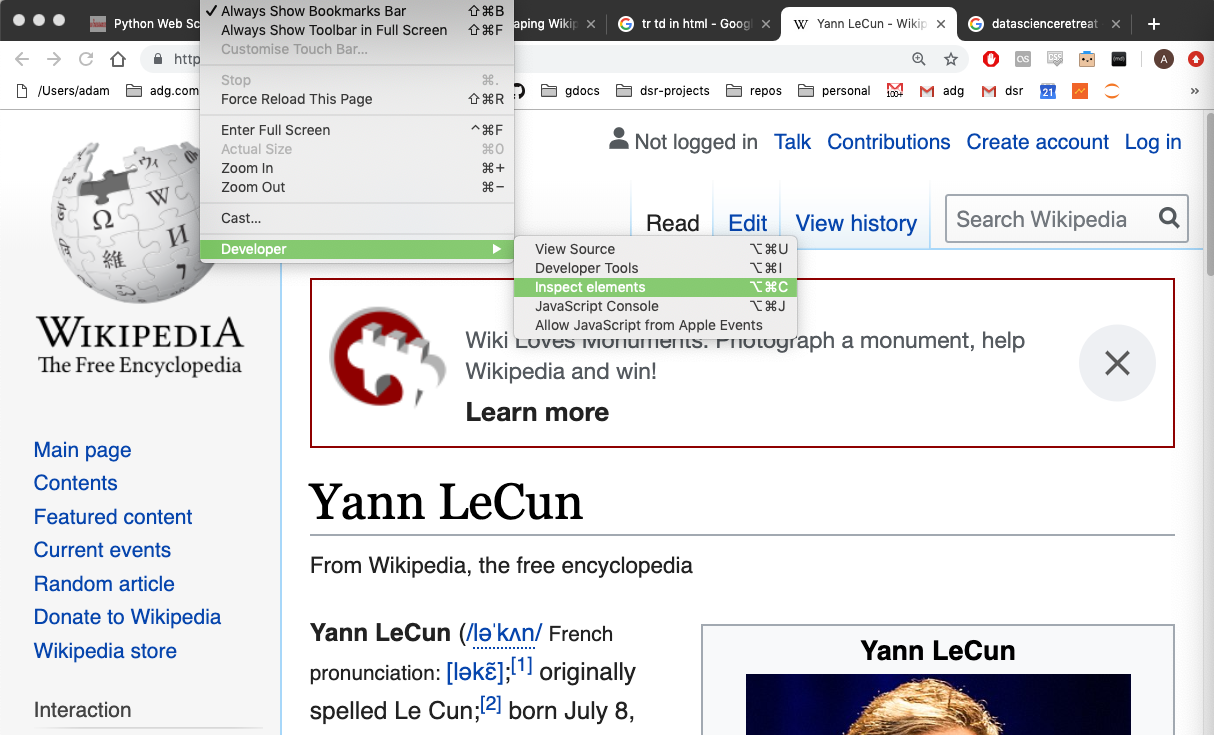 Python Web Sc
aping Wikip
tr td in html - Goog
Yann LeCun - Wikip
datascienceretreat
✓ Always Show Bookmarks Bar ⇧⌘B
Always Show Toolbar in Full Screen ⇧⌘F
Customise Touch Bar...
Stop ⌘.
Force Reload This Page ⇧⌘R
Enter Full Screen ^⌘F
Actual Size ⌘0
Zoom In ⌘+
Zoom Out ⌘−
Cast...
Developer
View Source ⌥⌘U
Developer Tools ⌥⌘I
Inspect elements ⌥⌘C
JavaScript Console ⌥⌘J
Allow JavaScript from Apple Events
http
A
/Users/adam
adg.com
gdocs
dsr-projects
repos
personal
100+
adg
dsr
21
»
Not logged in Talk Contributions Create account Log in
Read Edit View history
Search Wikipedia
Ω W
И
維
WIKIPEDIA
The Free Encyclopedia
Main page
Contents
Featured content
Current events
Random article
Donate to Wikipedia
Wikipedia store
Interaction
Wiki Loves Monuments: Photograph a monument, help
Wikipedia and win!
Learn more
Yann LeCun
From Wikipedia, the free encyclopedia
Yann LeCun (/ləˈkʌn/ French
pronunciation: [ləkɛ̃];[1] originally
spelled Le Cun;[2] born July 8,
Yann LeCun